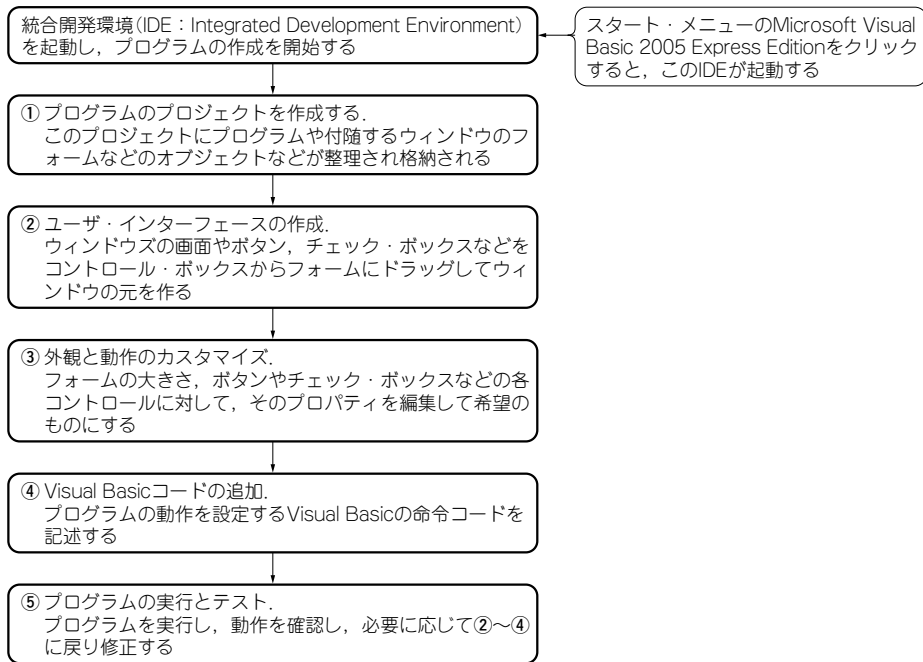 統合開発環境(IDE：Integrated Development Environment)
を起動し，プログラムの作成を開始する
スタート・メニューのMicrosoft Visual
Basic 2005 Express Editionをクリック
すると，このIDEが起動する
① プログラムのプロジェクトを作成する．
このプロジェクトにプログラムや付随するウィンドウのフ
ォームなどのオブジェクトなどが整理され格納される
② ユーザ・インターフェースの作成．
ウィンドウズの画面やボタン，チェック・ボックスなどを
コントロール・ボックスからフォームにドラッグしてウィ
ンドウの元を作る
③ 外観と動作のカスタマイズ．
フォームの大きさ，ボタンやチェック・ボックスなどの各
コントロールに対して，そのプロパティを編集して希望の
ものにする
④ Visual Basicコードの追加．
プログラムの動作を設定するVisual Basicの命令コードを
記述する
⑤ プログラムの実行とテスト．
プログラムを実行し，動作を確認し，必要に応じて②～④
に戻り修正する